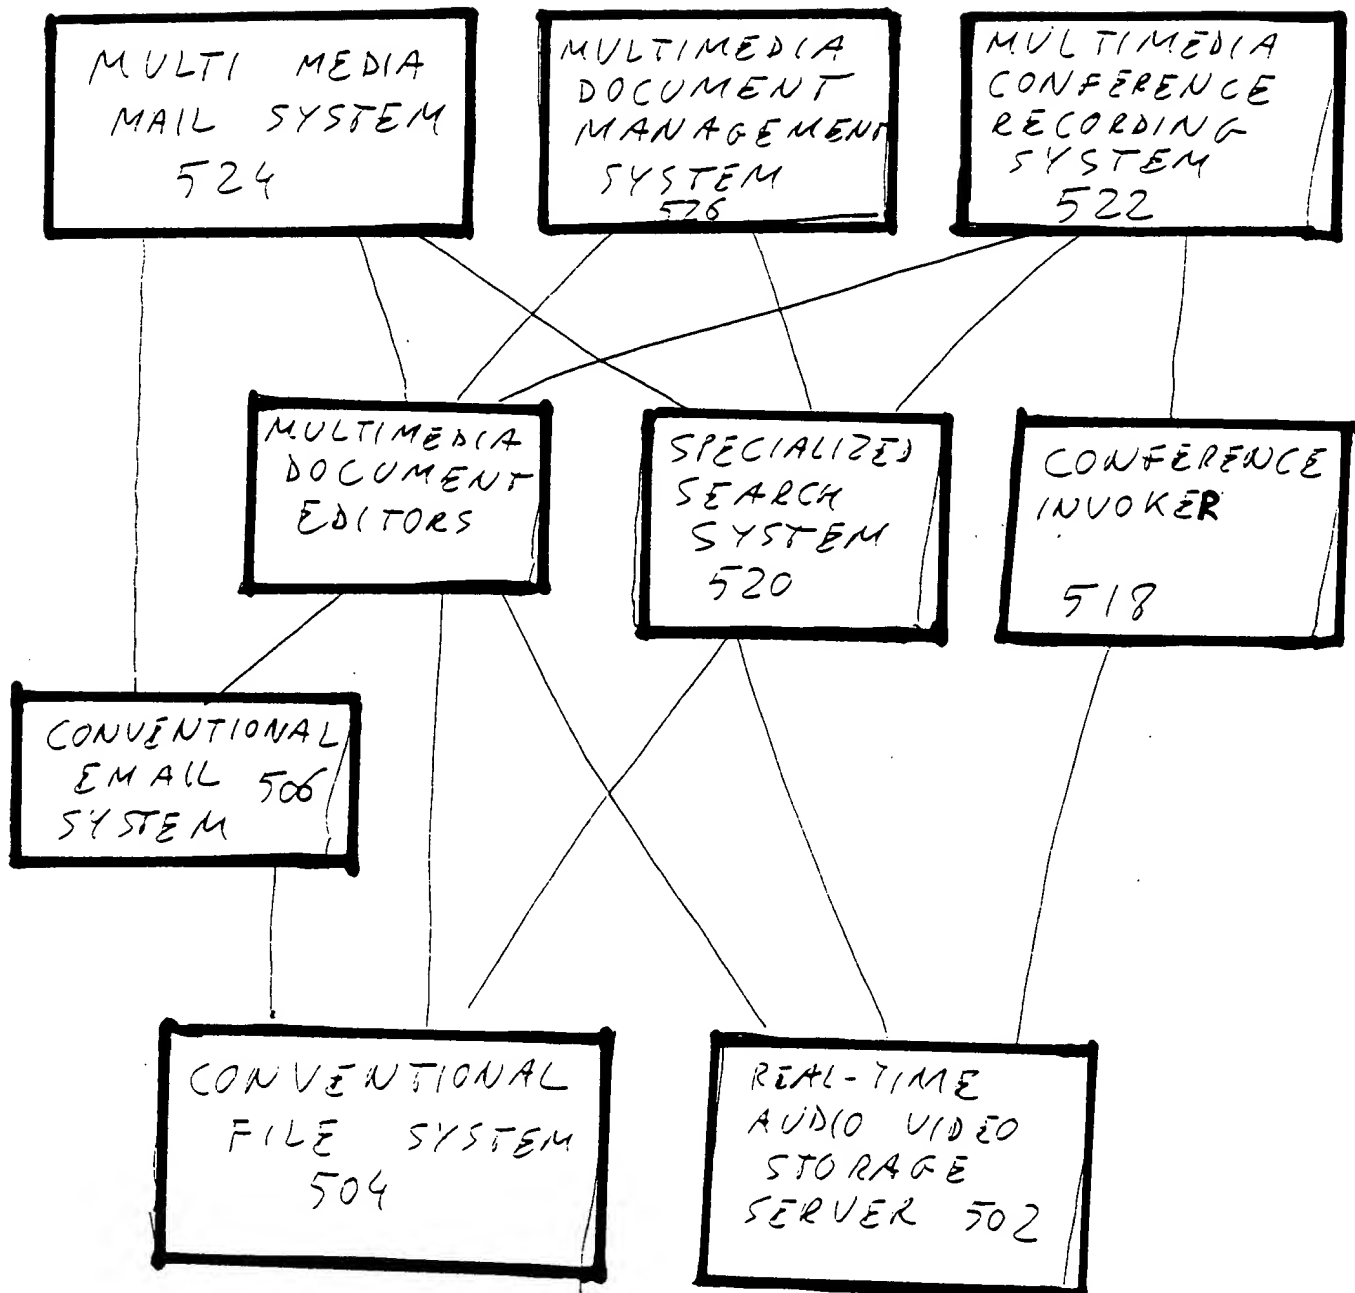 MULTI MEDIA
MAIL SYSTEM
524
MULTIMEDIA
DOCUMENT
MANAGEMENT
SYSTEM
526
MULTIMEDIA
CONFERENCE
RECORDING
SYSTEM
522
MULTIMEDIA
DOCUMENT
EDITORS
SPECIALIZED
SEARCH
SYSTEM
520
CONFERENCE
INVOKER
518
CONVENTIONAL
EMAIL 506
SYSTEM
CONVENTIONAL
FILE SYSTEM
504
REAL-TIME
AUDIO VIDEO
STORAGE
SERVER 502